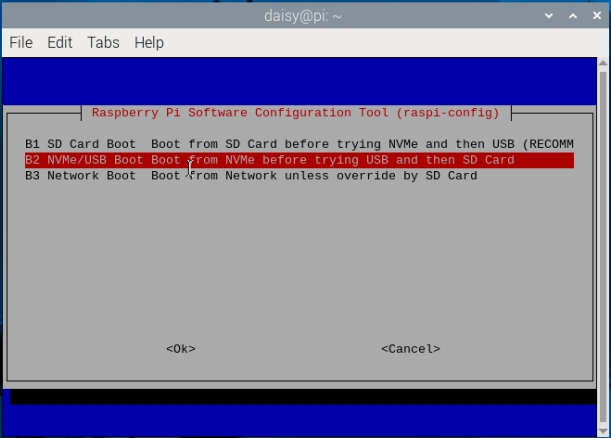 daisy@pi: ~
File Edit Tabs Help
Raspberry Pi Software Configuration Tool (raspi-config)
B1 SD Card Boot Boot from SD Card before trying NVMe and then USB (RECOMM
B2 NVMe/USB Boot Boot from NVMe before trying USB and then SD Card
B3 Network Boot Boot from Network unless override by SD Card
<Ok> <Cancel>